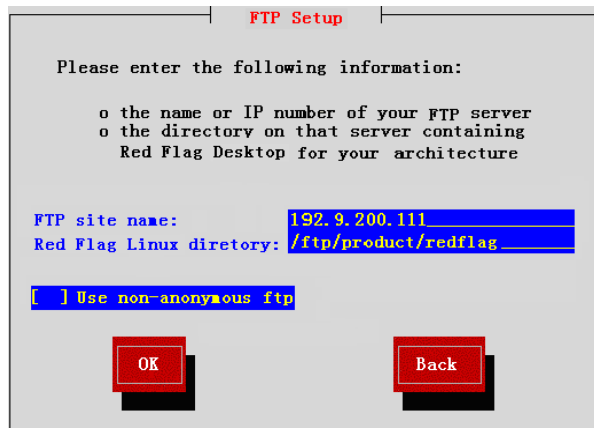 FTP Setup
Please enter the following information:
o the name or IP number of your FTP server
o the directory on that server containing
Red Flag Desktop for your architecture
FTP site name: 192.9.200.111______________
Red Flag Linux diretory: /ftp/product/redflag_______
[ ] Use non-anonymous ftp
OK Back